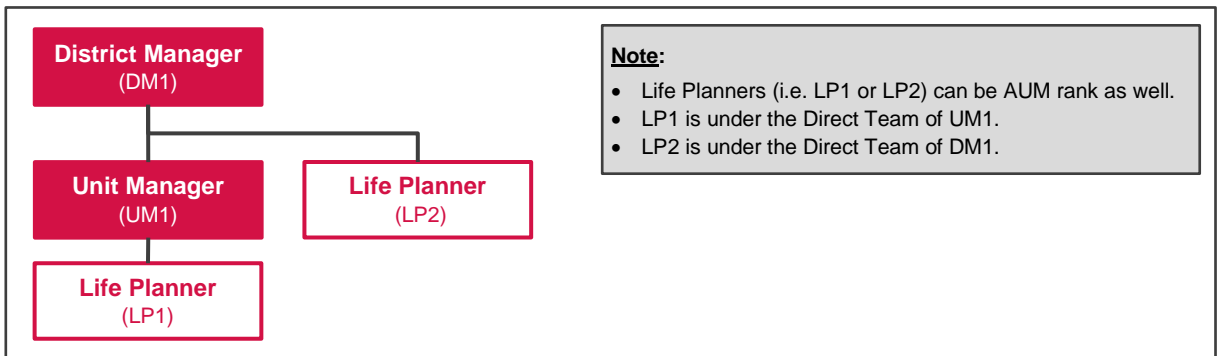 District Manager
(DM1)
Unit Manager
(UM1)
Life Planner
(LP2)
Life Planner
(LP1)
Note:
• Life Planners (i.e. LP1 or LP2) can be AUM rank as well.
• LP1 is under the Direct Team of UM1.
• LP2 is under the Direct Team of DM1.